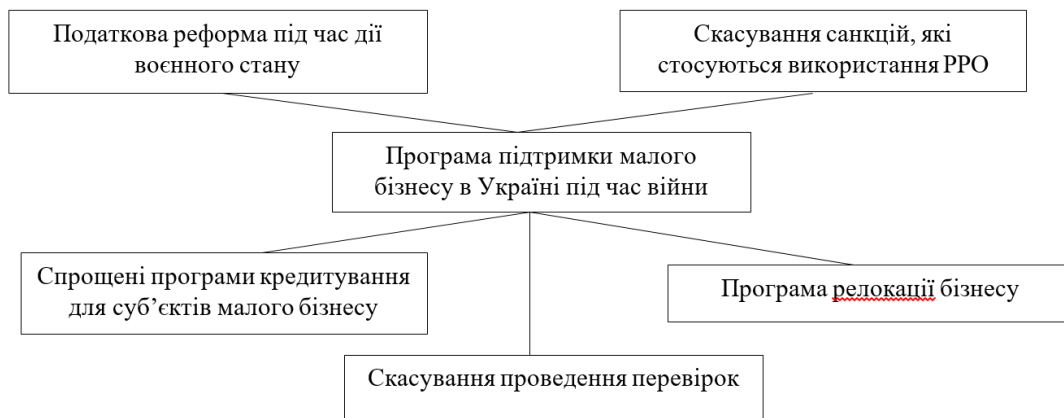 Податкова реформа під час дії
воєнного стану
Скасування санкцій, які
стосуються використання РРО
Програма підтримки малого
бізнесу в Україні під час війни
Спрощені програми кредитування
для суб’єктів малого бізнесу
Програма релокації бізнесу
Скасування проведення перевірок